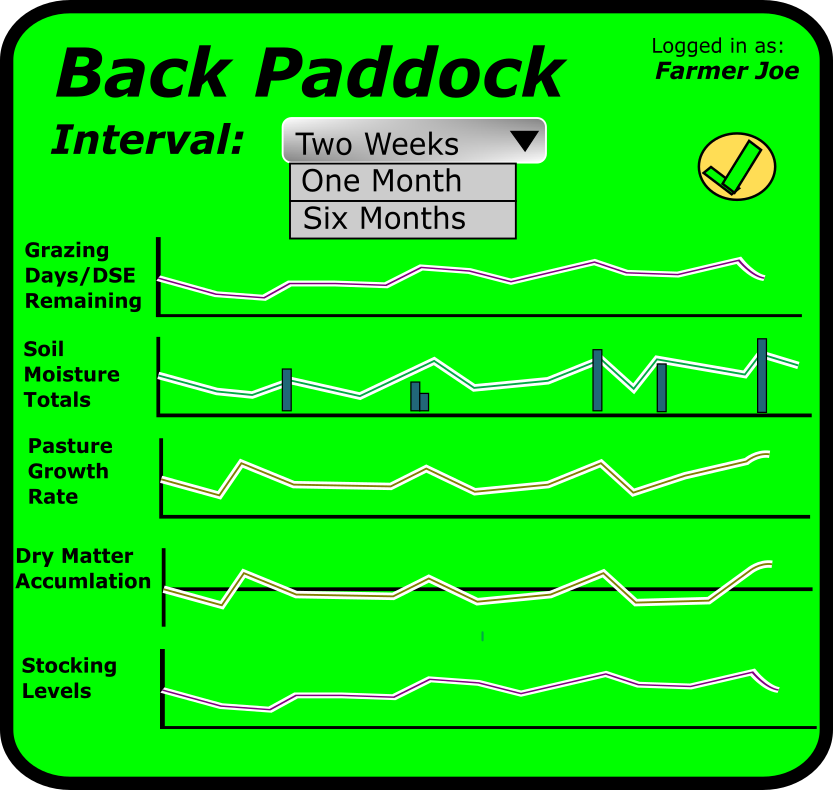 Back Paddock
Logged in as:
Farmer Joe
Interval:
Two Weeks
One Month
Six Months
Grazing
Days/DSE
Remaining
Soil
Moisture
Totals
Pasture
Growth
Rate
Dry Matter
Accumlation
Stocking
Levels